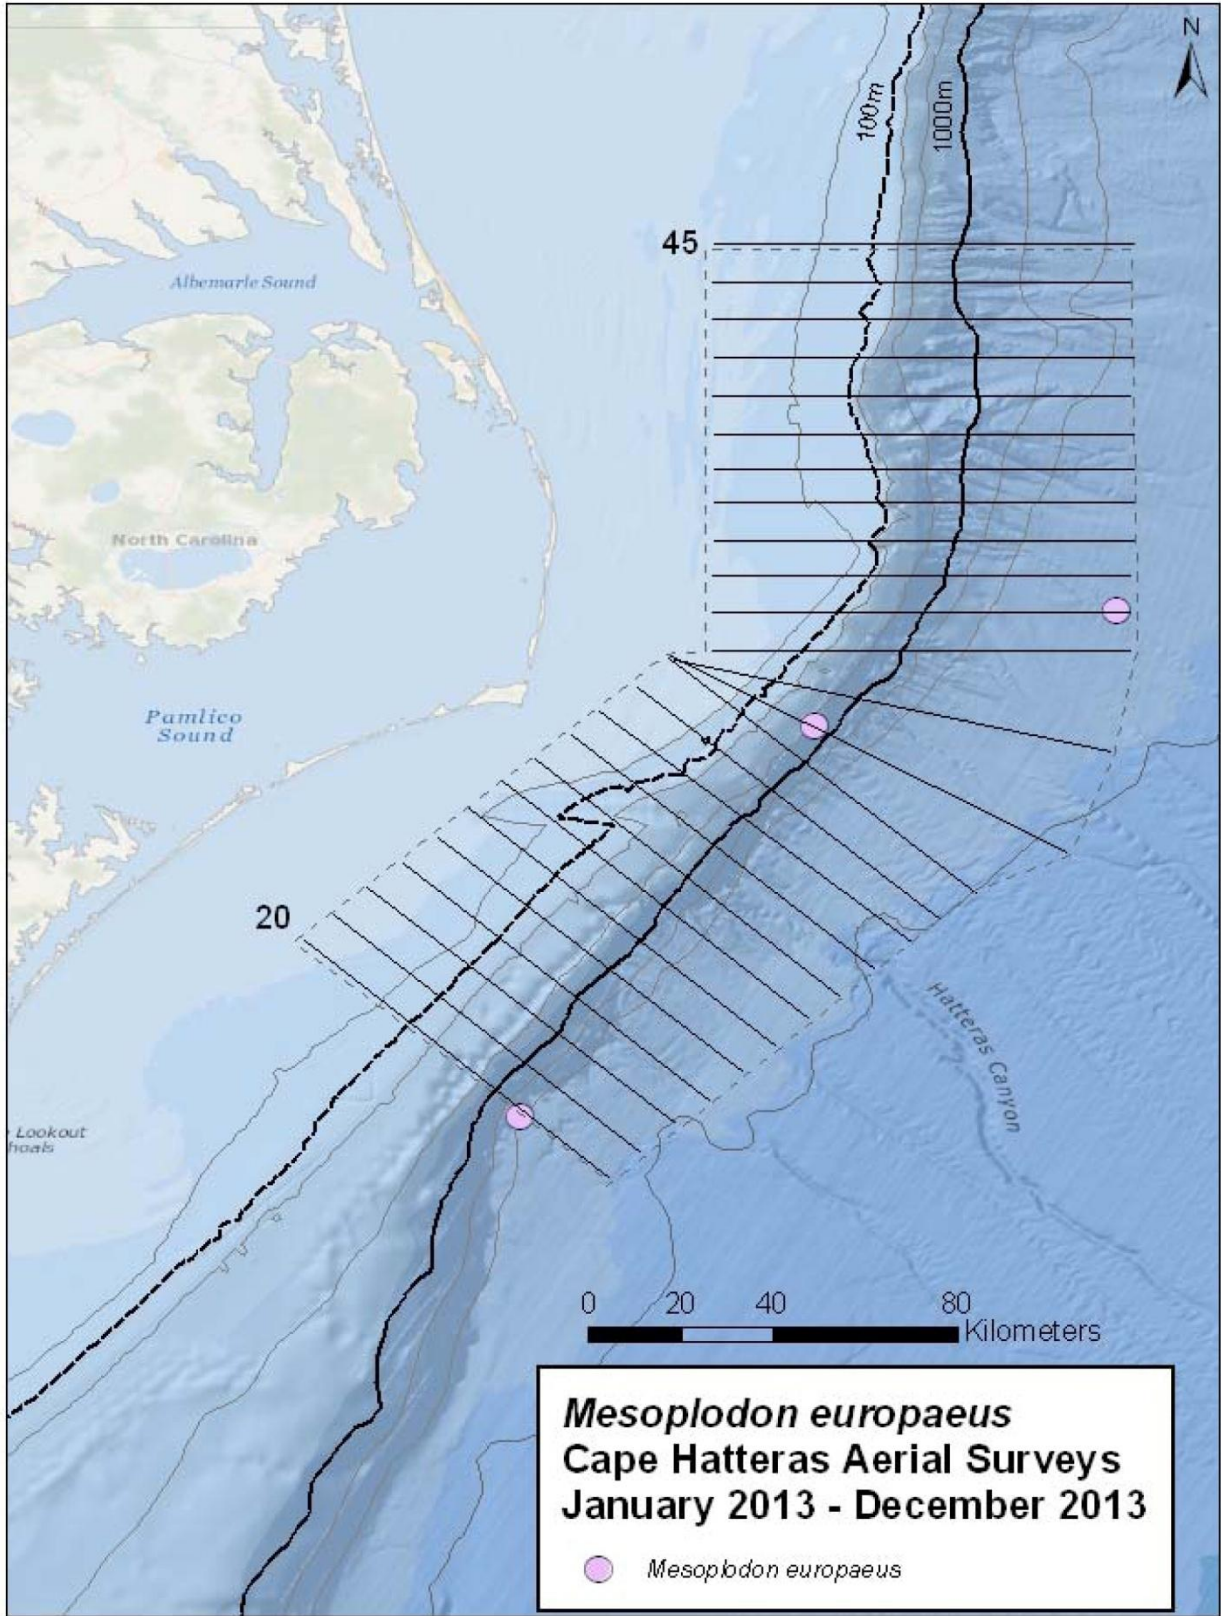 N
100m
1000m
45
Albemarle Sound
North Carolina
Pamlico
Sound
20
Hatteras Canyon
Lookout
hoals
0 20 40 80
Kilometers
Mesoplodon europaeus
Cape Hatteras Aerial Surveys
January 2013 - December 2013
Mesoplodon europaeus